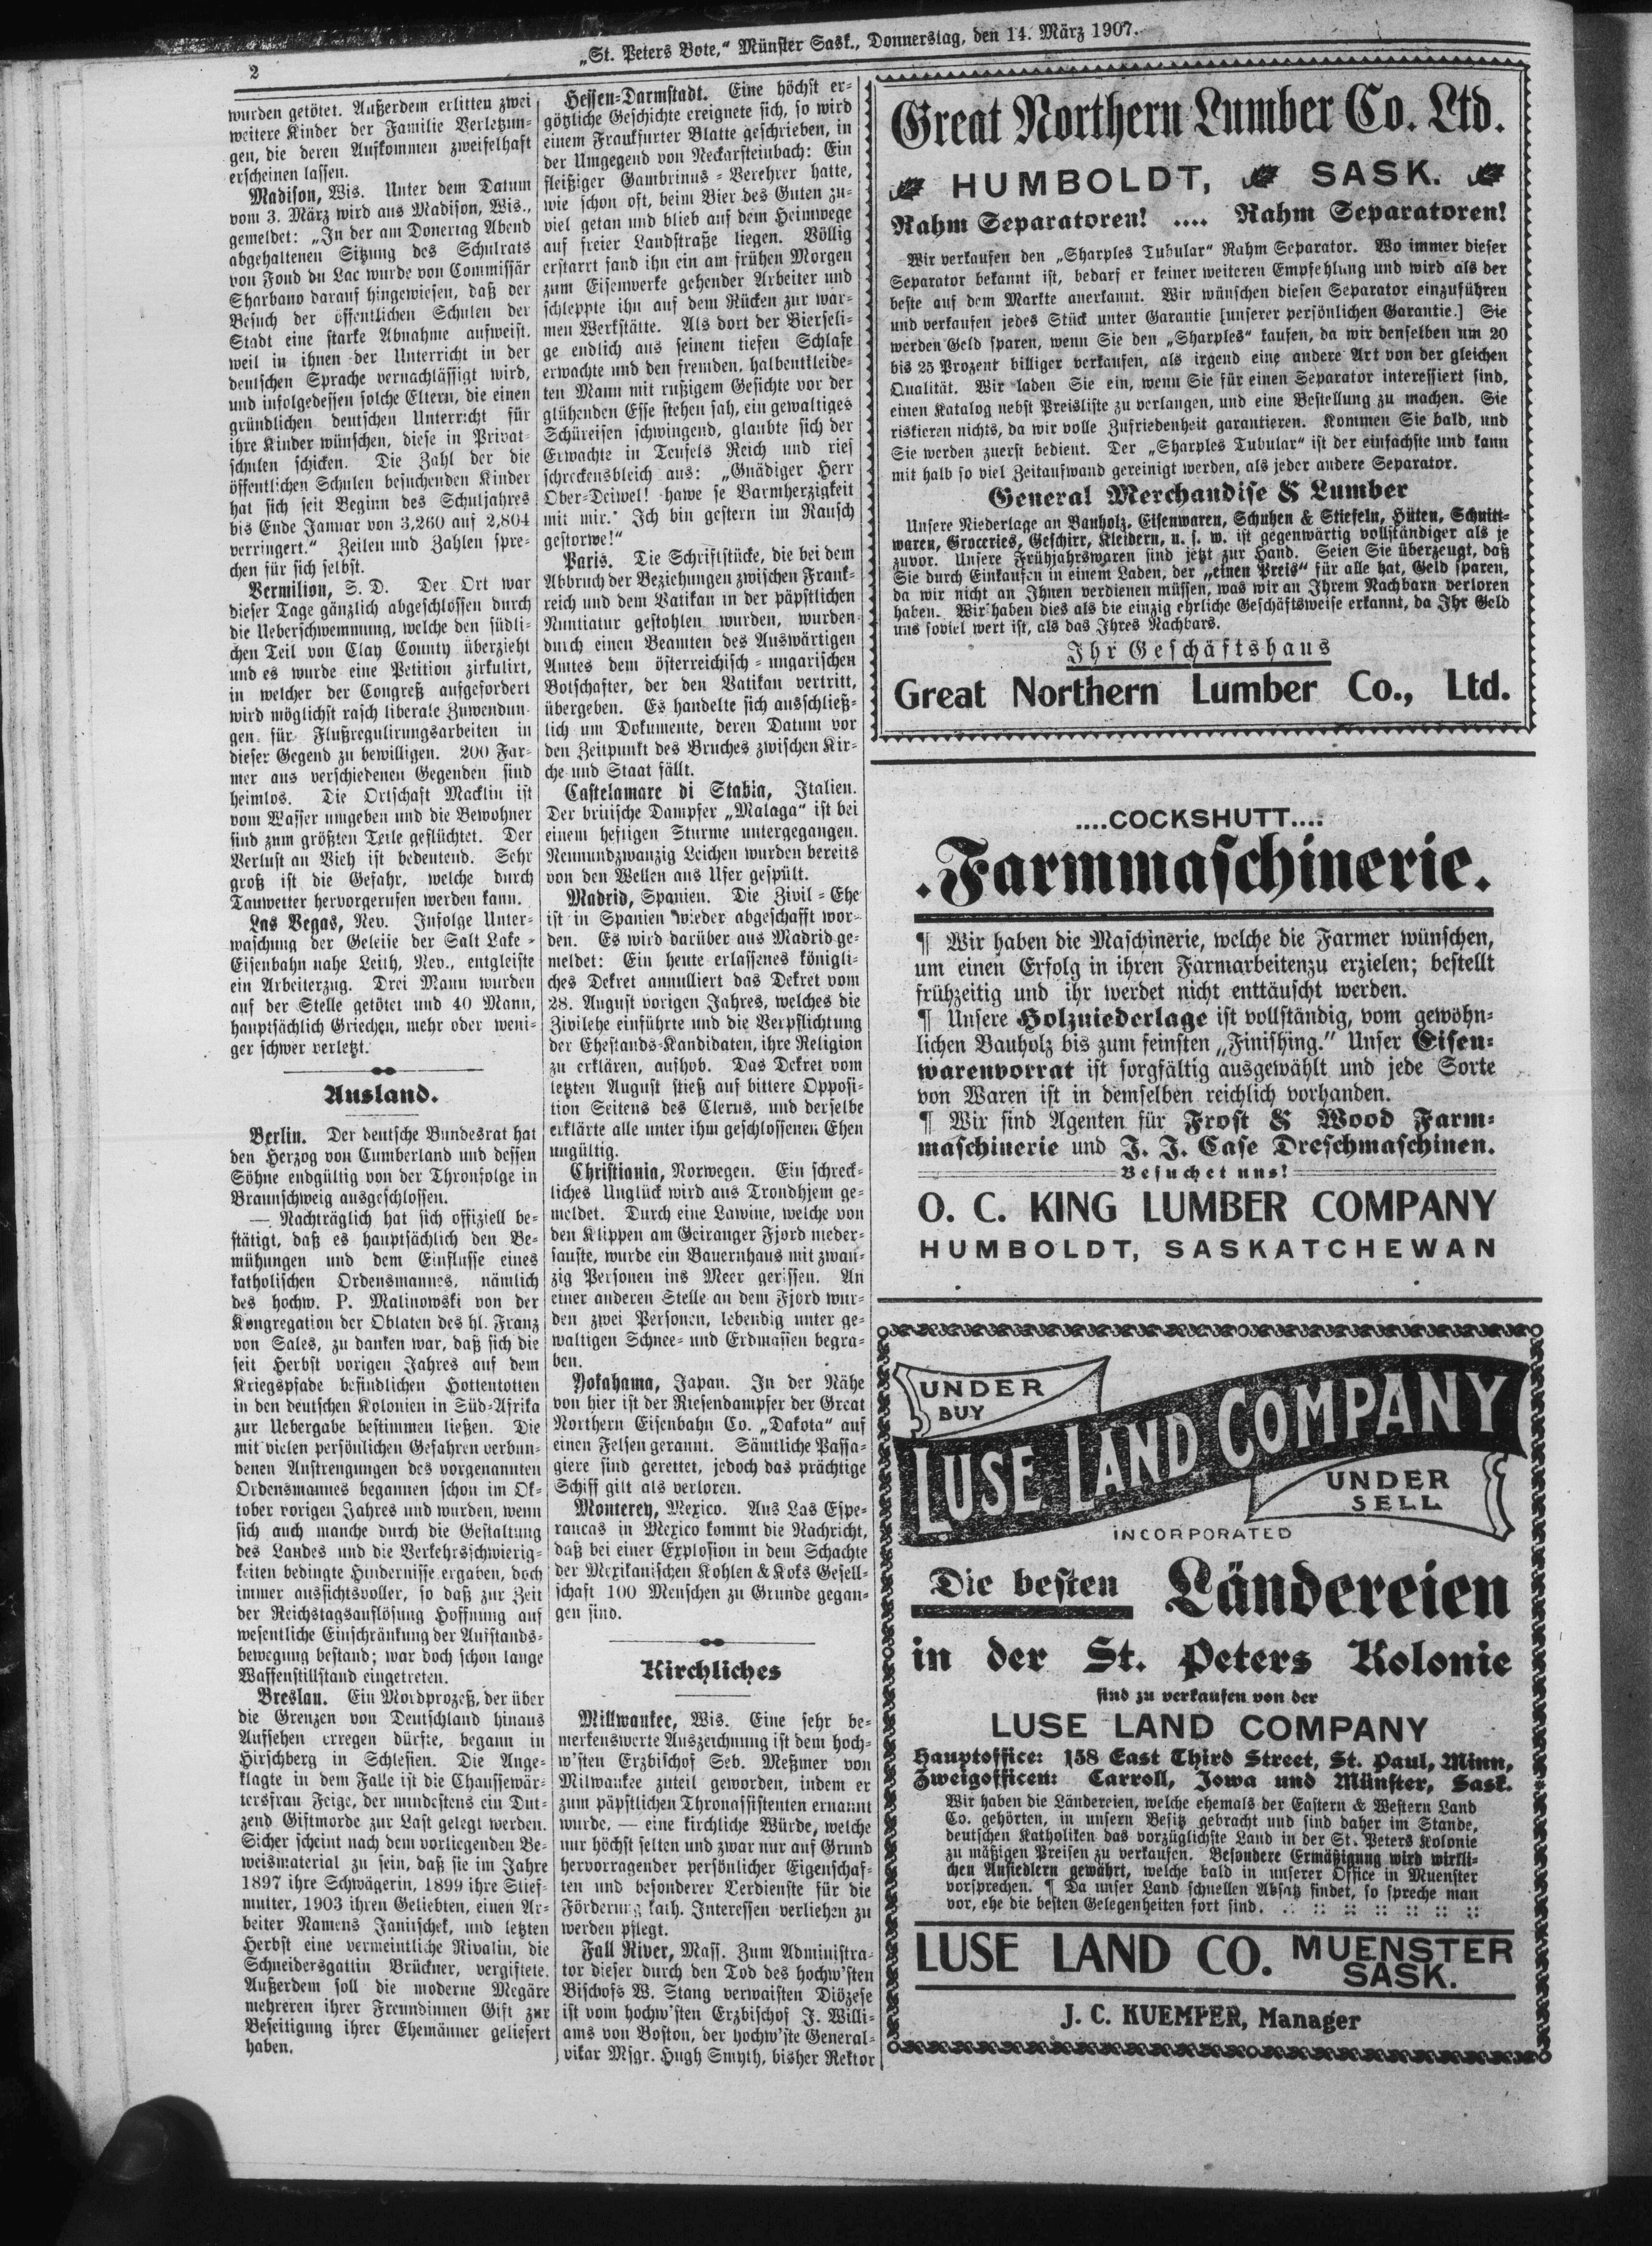 2
„St. Peters Bote,“ Münster Sask., Donnerstag, den 14. März 1907.
wurden getötet. Außerdem erlitten zwei
weitere Kinder der Familie Verletzun-
gen, die deren Aufkommen zweifelhaft
erscheinen lassen.
Madison, Wis. Unter dem Datum
vom 3. März wird aus Madison, Wis.,
gemeldet: „In der am Donertag Abend
abgehaltenen Sitzung des Schulrats
von Fond du Lac wurde von Commissär
Sharbano darauf hingewiesen, daß der
Besuch der öffentlichen Schulen der
Stadt eine starke Abnahme aufweist.
weil in ihnen der Unterricht in der
deutschen Sprache vernachlässigt wird,
und infolgedessen solche Eltern, die einen
gründlichen deutschen Unterricht für
ihre Kinder wünschen, diese in Privat-
schulen schicken. Die Zahl der die
öffentlichen Schulen besuchenden Kinder
hat sich seit Beginn des Schuljahres
bis Ende Januar von 3,260 auf 2,804
verringert.“ Zeilen und Zahlen spre-
chen für sich selbst.
Vermilion, S. D. Der Ort war
dieser Tage gänzlich abgeschlossen durch
die Ueberschwemmung, welche den südli-
chen Teil von Clay County überzieht
und es wurde eine Petition zirkulirt,
in welcher der Congreß aufgefordert
wird möglichst rasch liberale Zuwendun-
gen für Flußregulirungsarbeiten in
dieser Gegend zu bewilligen. 200 Far-
mer aus verschiedenen Gegenden sind
heimlos. Die Ortschaft Macklin ist
vom Wasser umgeben und die Bewohner
sind zum größten Teile geflüchtet. Der
Verlust an Vieh ist bedeutend. Sehr
groß ist die Gefahr, welche durch
Tauwetter hervorgerufen werden kann.
Las Vegas, Nev. Infolge Unter-
waschung der Geleise der Salt Lake -
Eisenbahn nahe Leith, Nev., entgleiste
ein Arbeiterzug. Drei Mann wurden
auf der Stelle getötet und 40 Mann,
hauptsächlich Griechen, mehr oder weni-
ger schwer verletzt.
Ausland.
Berlin. Der deutsche Bundesrat hat
den Herzog von Cumberland und dessen
Söhne endgültig von der Thronfolge in
Braunschweig ausgeschlossen.
— Nachträglich hat sich offiziell be-
stätigt, daß es hauptsächlich den Be-
mühungen und dem Einflusse eines
katholischen Ordensmannes, nämlich
des hochw. P. Malinowski von der
Kongregation der Oblaten des hl. Franz
von Sales, zu danken war, daß sich die
seit Herbst vorigen Jahres auf dem
Kriegspfade befindlichen Hottentotten
in den deutschen Kolonien in Süd-Afrika
zur Uebergabe bestimmen ließen. Die
mit vielen persönlichen Gefahren verbun-
denen Anstrengungen des vorgenannten
Ordensmannes begannen schon im Ok-
tober vorigen Jahres und wurden, wenn
sich auch manche durch die Gestaltung
des Landes und die Verkehrsschwierig-
keiten bedingte Hindernisse ergaben, doch
immer aussichtsvoller, so daß zur Zeit
der Reichstagsauflösung Hoffnung auf
wesentliche Einschränkung der Aufstands-
bewegung bestand; war doch schon lange
Waffenstillstand eingetreten.
Breslau. Ein Mordprozeß, der über
die Grenzen von Deutschland hinaus
Aufsehen erregen dürfte, begann in
Hirschberg in Schlesien. Die Ange-
klagte in dem Falle ist die Chaussewär-
tersfrau Feige, der mindestens ein Dut-
zend Giftmorde zur Last gelegt werden.
Sicher scheint nach dem vorliegenden Be-
weismaterial zu sein, daß sie im Jahre
1897 ihre Schwägerin, 1899 ihre Stief-
mutter, 1903 ihren Geliebten, einen Ar-
beiter Namens Janitschek, und letzten
Herbst eine vermeintliche Rivalin, die
Schneidersgattin Brückner, vergiftete.
Außerdem soll die moderne Megäre
mehreren ihrer Freundinnen Gift zur
Beseitigung ihrer Ehemänner geliefert
haben.
Hessen-Darmstadt. Eine höchst er-
götzliche Geschichte ereignete sich, so wird
einem Frankfurter Blatte geschrieben, in
der Umgegend von Neckarsteinbach: Ein
fleißiger Gambrinus - Verehrer hatte,
wie schon oft, beim Bier des Guten zu-
viel getan und blieb auf dem Heimwege
auf freier Landstraße liegen. Völlig
erstarrt fand ihn ein am frühen Morgen
zum Eisenwerke gehender Arbeiter und
schleppte ihn auf dem Rücken zur war-
men Werkstätte. Als dort der Bierseli-
ge endlich aus seinem tiefen Schlafe
erwachte und den fremden, halbentkleide-
ten Mann mit rußigem Gesichte vor der
glühenden Esse stehen sah, ein gewaltiges
Schüreisen schwingend, glaubte sich der
Erwachte in Teufels Reich und rief
schreckensbleich aus: „Gnädiger Herr
Ober-Deiwel! hawe se Barmherzigkeit
mit mir. Ich bin gestern im Rausch
gestorwe!“
Paris. Die Schriftstücke, die bei dem
Abbruch der Beziehungen zwischen Frank-
reich und dem Vatikan in der päpstlichen
Nuntiatur gestohlen wurden, wurden
durch einen Beamten des Auswärtigen
Amtes dem österreichisch - ungarischen
Botschafter, der den Vatikan vertritt,
übergeben. Es handelte sich ausschließ-
lich um Dokumente, deren Datum vor
den Zeitpunkt des Bruches zwischen Kir-
che und Staat fällt.
Castelamare di Stabia, Italien.
Der britische Dampfer „Malaga“ ist bei
einem heftigen Sturme untergegangen.
Neunundzwanzig Leichen wurden bereits
von den Wellen ans Ufer gespült.
Madrid, Spanien. Die Zivil - Ehe
ist in Spanien wieder abgeschafft wor-
den. Es wird darüber aus Madrid ge-
meldet: Ein heute erlassenes königli-
ches Dekret annulliert das Dekret vom
28. August vorigen Jahres, welches die
Zivilehe einführte und die Verpflichtung
der Ehestands-Kandidaten, ihre Religion
zu erklären, aufhob. Das Dekret vom
letzten August stieß auf bittere Opposi-
tion Seitens des Clerus, und derselbe
erklärte alle unter ihm geschlossenen Ehen
ungültig.
Christiania, Norwegen. Ein schreck-
liches Unglück wird aus Trondhjem ge-
meldet. Durch eine Lawine, welche von
den Klippen am Geiranger Fjord nieder-
sauste, wurde ein Bauernhaus mit zwan-
zig Personen ins Meer gerissen. An
einer anderen Stelle an dem Fjord wur-
den zwei Personen, lebendig unter ge-
waltigen Schnee- und Erdmassen begra-
ben.
Yokahama, Japan. In der Nähe
von hier ist der Riesendampfer der Great
Northern Eisenbahn Co. „Dakota“ auf
einen Felsen gerannt. Sämtliche Passa-
giere sind gerettet, jedoch das prächtige
Schiff gilt als verloren.
Monterey, Mexico. Aus Las Espe-
rancas in Mexico kommt die Nachricht,
daß bei einer Explosion in dem Schachte
der Mexikanischen Kohlen & Koks Gesell-
schaft 100 Menschen zu Grunde gegan-
gen sind.
Kirchliches
Millwaukee, Wis. Eine sehr be-
merkenswerte Auszeichnung ist dem hoch-
w'sten Erzbischof Seb. Meßmer von
Milwaukee zuteil geworden, indem er
zum päpstlichen Thronassistenten ernannt
wurde, — eine kirchliche Würde, welche
nur höchst selten und zwar nur auf Grund
hervorragender persönlicher Eigenschaf-
ten und besonderer Verdienste für die
Förderung kath. Interessen verliehen zu
werden pflegt.
Fall River, Mass. Zum Administra-
tor dieser durch den Tod des hochw'sten
Bischofs W. Stang verwaisten Diözese
ist vom hochw'sten Erzbischof J. Willi-
ams von Boston, der hochw'ste General-
vikar Msgr. Hugh Smyth, bisher Rektor
Great Northern Lumber Co. Ltd.
HUMBOLDT, SASK.
Rahm Separatoren! .... Rahm Separatoren!
Wir verkaufen den „Sharples Tubular“ Rahm Separator. Wo immer dieser
Separator bekannt ist, bedarf er keiner weiteren Empfehlung und wird als der
beste auf dem Markte anerkannt. Wir wünschen diesen Separator einzuführen
und verkaufen jedes Stück unter Garantie [unserer persönlichen Garantie.] Sie
werden Geld sparen, wenn Sie den „Sharples“ kaufen, da wir denselben um 20
bis 25 Prozent billiger verkaufen, als irgend eine andere Art von der gleichen
Qualität. Wir laden Sie ein, wenn Sie für einen Separator interessiert sind,
einen Katalog nebst Preisliste zu verlangen, und eine Bestellung zu machen. Sie
riskieren nichts, da wir volle Zufriedenheit garantieren. Kommen Sie bald, und
Sie werden zuerst bedient. Der „Sharples Tubular“ ist der einfachste und kann
mit halb so viel Zeitaufwand gereinigt werden, als jeder andere Separator.
General Merchandise & Lumber
Unsere Niederlage an Bauholz, Eisenwaren, Schuhen & Stiefeln, Hüten, Schnitt-
waren, Groceries, Geschirr, Kleidern, u. s. w. ist gegenwärtig vollständiger als je
zuvor. Unsere Frühjahrswaren sind jetzt zur Hand. Seien Sie überzeugt, daß
Sie durch Einkaufen in einem Laden, der „einen Preis“ für alle hat, Geld sparen,
da wir nicht an Ihnen verdienen müssen, was wir an Ihrem Nachbarn verloren
haben. Wir haben dies als die einzig ehrliche Geschäftsweise erkannt, da Ihr Geld
uns soviel wert ist, als das Ihres Nachbars.
Ihr Geschäftshaus
Great Northern Lumber Co., Ltd.
....COCKSHUTT....
.Farmmaschinerie.
¶ Wir haben die Maschinerie, welche die Farmer wünschen,
um einen Erfolg in ihren Farmarbeitenzu erzielen; bestellt
frühzeitig und ihr werdet nicht enttäuscht werden.
¶ Unsere Holzniederlage ist vollständig, vom gewöhn-
lichen Bauholz bis zum feinsten „Finishing.“ Unser Eisen-
warenvorrat ist sorgfältig ausgewählt und jede Sorte
von Waren ist in demselben reichlich vorhanden.
¶ Wir sind Agenten für Frost & Wood Farm-
maschinerie und J. J. Case Dreschmaschinen.
Besuchet uns!
O. C. KING LUMBER COMPANY
HUMBOLDT, SASKATCHEWAN
UNDER
BUY
LUSE LAND COMPANY
UNDER
SELL
INCORPORATED
Die besten Ländereien
in der St. Peters Kolonie
sind zu verkaufen von der
LUSE LAND COMPANY
Hauptoffice: 158 East Third Street, St. Paul, Minn,
Zweigofficen: Carroll, Iowa und Münster, Sask.
Wir haben die Ländereien, welche ehemals der Eastern & Western Land
Co. gehörten, in unsern Besitz gebracht und sind daher im Stande,
deutschen Katholiken das vorzüglichste Land in der St. Peters Kolonie
zu mäßigen Preisen zu verkaufen. Besondere Ermäßigung wird wirkli-
chen Ansiedlern gewährt, welche bald in unserer Office in Muenster
vorsprechen. ¶ Da unser Land schnellen Absatz findet, so spreche man
vor, ehe die besten Gelegenheiten fort sind. .: :: :: :: :: :: ::
LUSE LAND CO. MUENSTER
SASK.
J. C. KUEMPER, Manager